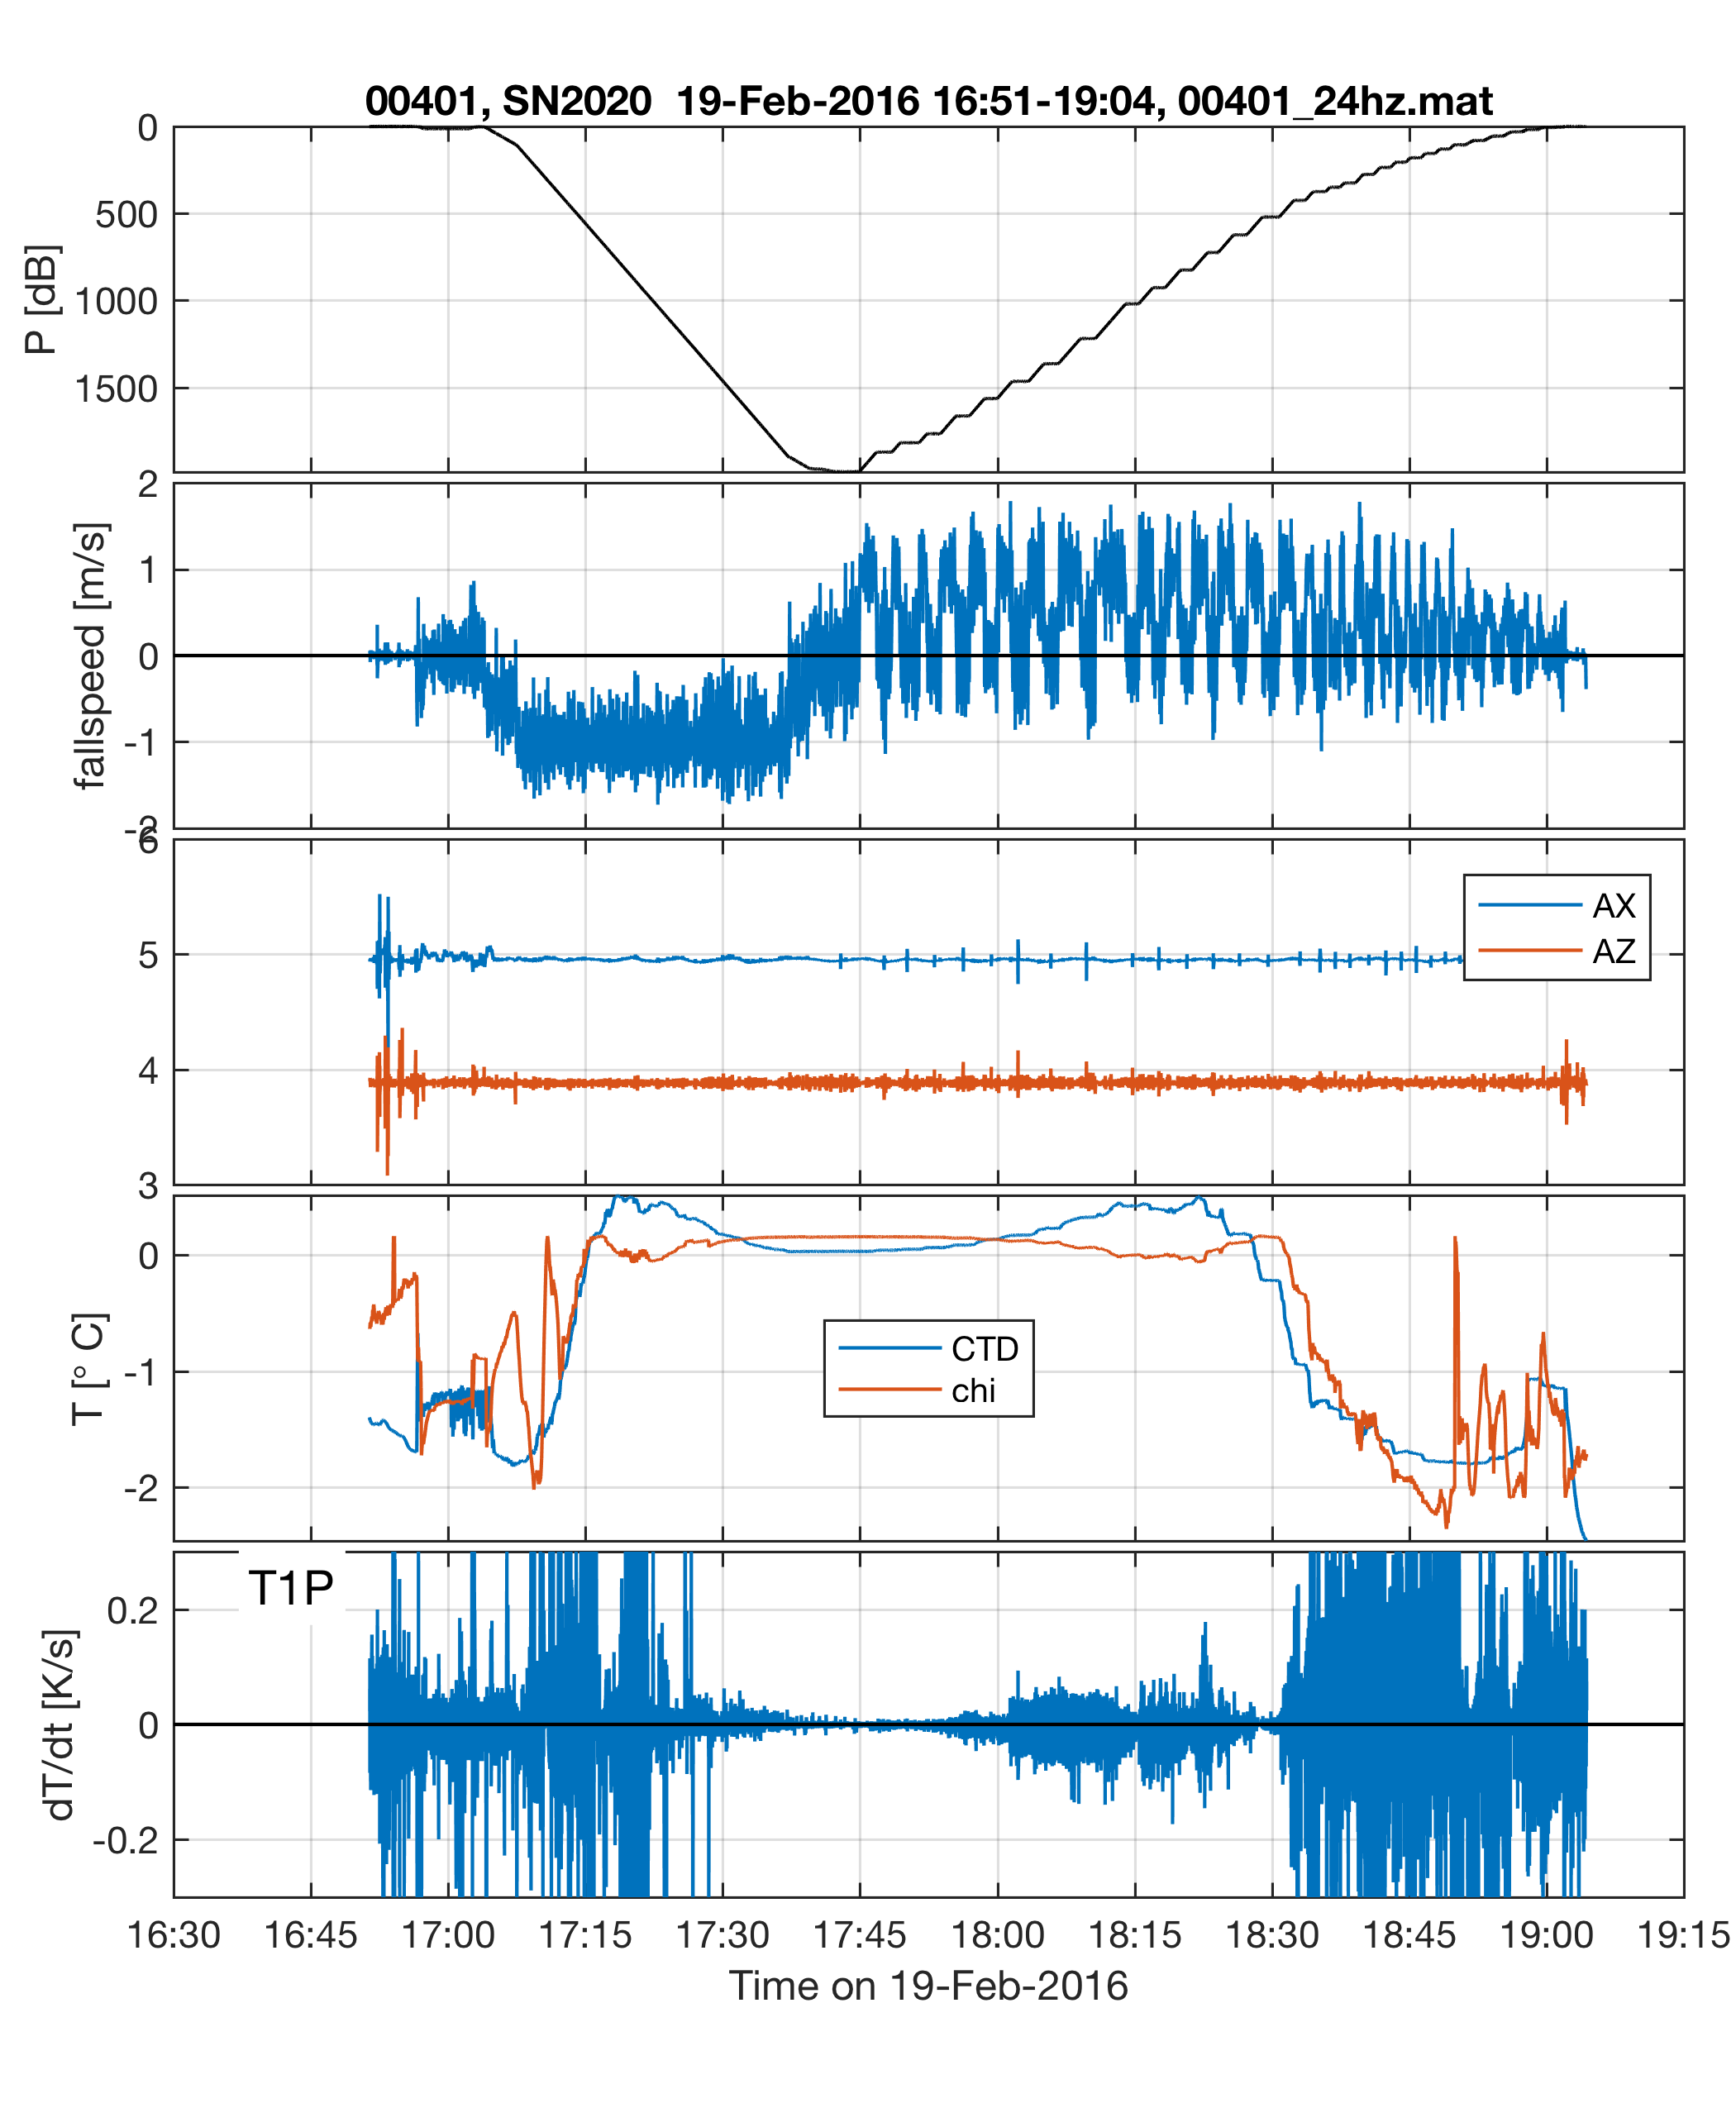 00401, SN2020  19-Feb-2016 16:51-19:04, 00401_24hz.mat
0
500
1000
1500
P [dB]
2
1
0
-1
-2
fallspeed [m/s]
6
5
4
3
AX
AZ
0
-1
-2
T [° C]
CTD
chi
T1P
0.2
0
-0.2
dT/dt [K/s]
16:30 16:45 17:00 17:15 17:30 17:45 18:00 18:15 18:30 18:45 19:00 19:15
Time on 19-Feb-2016